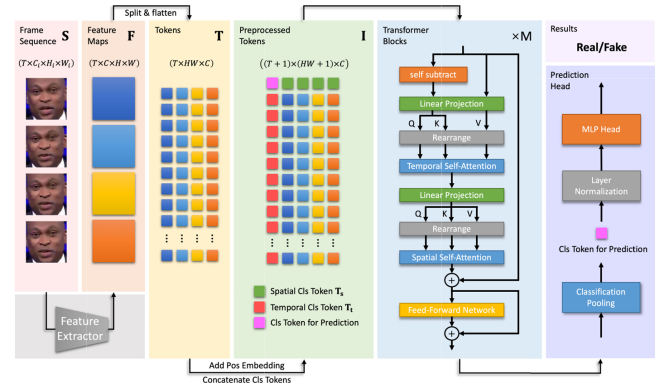 Split & flatten
Frame
Sequence S
(T×C_I×H_I×W_I)
Feature
Maps F
(T×C×H×W)
Feature
Extractor
Tokens T
(T×HW×C)
Preprocessed
Tokens I
((T + 1)×(HW + 1)×C)
Spatial Cls Token T_s
Temporal Cls Token T_t
Cls Token for Prediction
Add Pos Embedding
Concatenate Cls Tokens
Transformer
Blocks
×M
self subtract
Linear Projection
Q K V
Rearrange
Temporal Self-Attention
Linear Projection
Q K V
Rearrange
Spatial Self-Attention
+
Feed-Forward Network
+
Results
Real/Fake
Prediction
Head
MLP Head
Layer
Normalization
Cls Token for Prediction
Classification
Pooling